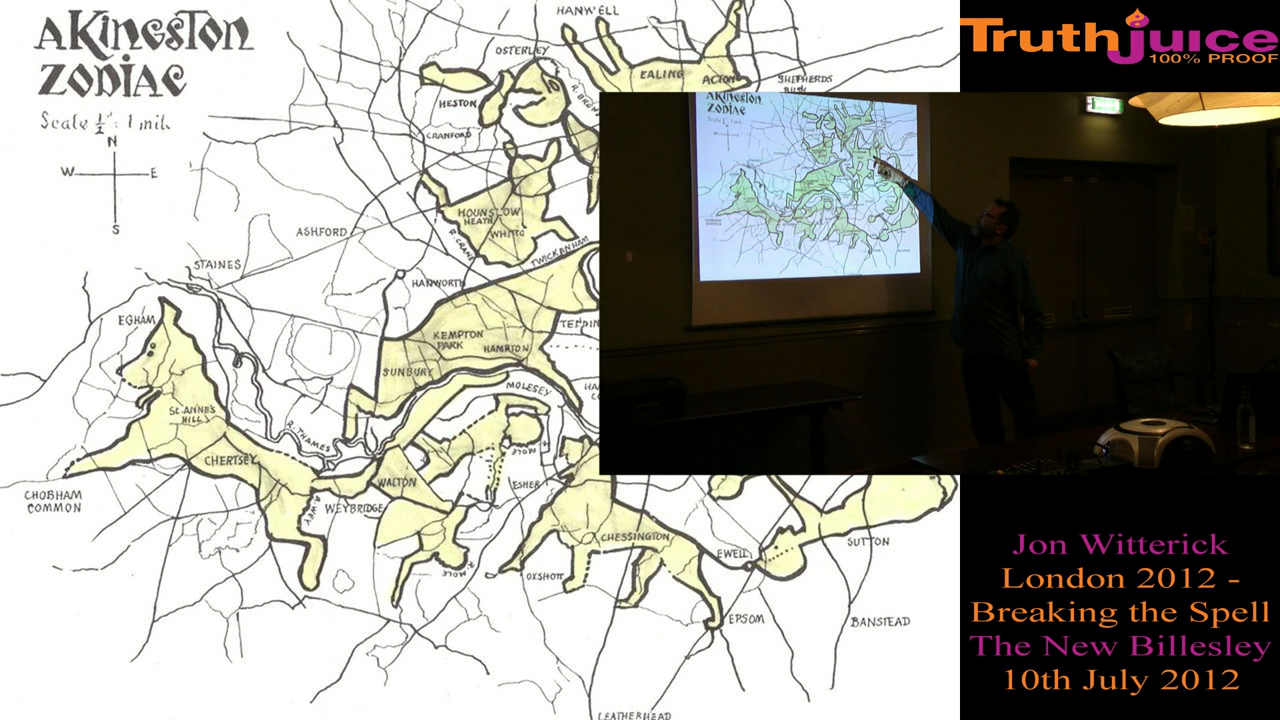 A KINGSTON
ZODIAC
Scale ½" : 1 mile
N
W E
S
HANWELL
OSTERLEY
EALING
ACTON
SHEPHERDS
BUSH
HESTON
CRANFORD
HOUNSLOW
HEATH
WHITTO
R. CRANE
TWICKENHAM
ASHFORD
STAINES
HANWORTH
EGHAM
KEMPTON
PARK
HAMPTON
SUNBURY
MOLESEY
ST. ANNE'S
HILL
R. THAMES
CHERTSEY
WALTON
MOLE
ESHER
CHOBHAM
COMMON
R. WEY
WEYBRIDGE
CHESSINGTON
EWELL
SUTTON
R. MOLE
OXSHOTT
EPSOM
BANSTEAD
LEATHERHEAD
Truthjuice
100% PROOF
A KINGSTON
ZODIAC
Jon Witterick
London 2012 -
Breaking the Spell
The New Billesley
10th July 2012